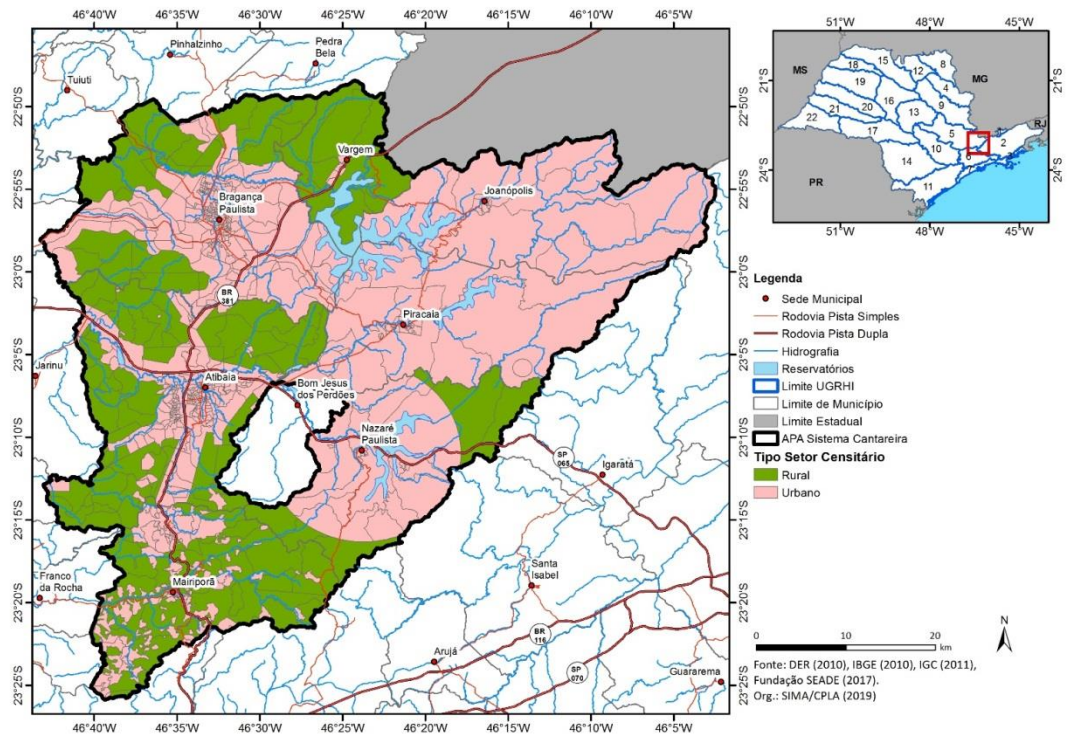 46°40'W 46°35'W 46°30'W 46°25'W 46°20'W 46°15'W 46°10'W 46°5'W
Pinhalzinho
Pedra
Bela
Tuiuti
22°50'S
22°50'S
Vargem
Joanópolis
22°55'S
22°55'S
Bragança
Paulista
23°0'S
23°0'S
BR
381
Piracaia
23°5'S
23°5'S
Jarinu
Atibaia
Bom Jesus
dos Perdões
Nazaré
Paulista
23°10'S
23°10'S
SP
065
Igaratá
23°15'S
23°15'S
Franco
da Rocha
Mairiporã
Santa
Isabel
23°20'S
23°20'S
BR
116
Arujá
SP
070
Guararema
23°25'S
23°25'S
46°40'W 46°35'W 46°30'W 46°25'W 46°20'W 46°15'W 46°10'W 46°5'W
51°W 48°W 45°W
21°S
21°S
24°S
24°S
MS
MG
RJ
PR
18
15
12
8
19
4
16
9
21
20
13
22
17
5
10
2
14
6
11
51°W 48°W 45°W
Legenda
Sede Municipal
Rodovia Pista Simples
Rodovia Pista Dupla
Hidrografia
Reservatórios
Limite UGRHI
Limite de Município
Limite Estadual
APA Sistema Cantareira
Tipo Setor Censitário
Rural
Urbano
0 10 20
km
N
Fonte: DER (2010), IBGE (2010), IGC (2011),
Fundação SEADE (2017).
Org.: SIMA/CPLA (2019)